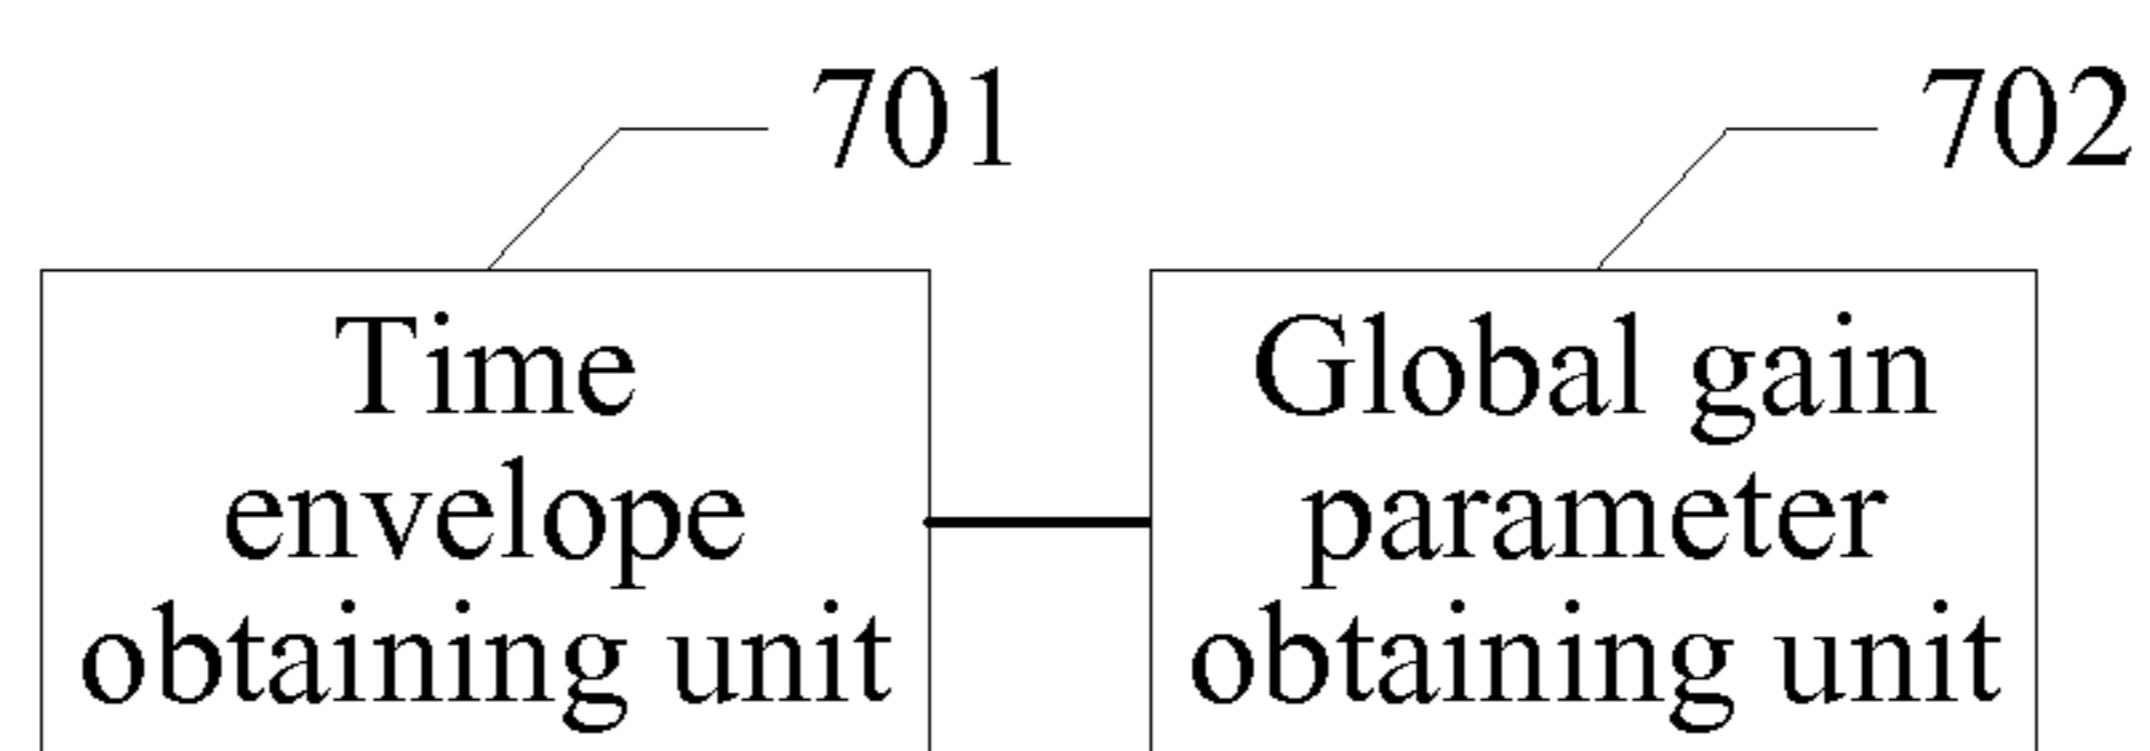 701
702
Time
envelope
obtaining unit
Global gain
parameter
obtaining unit